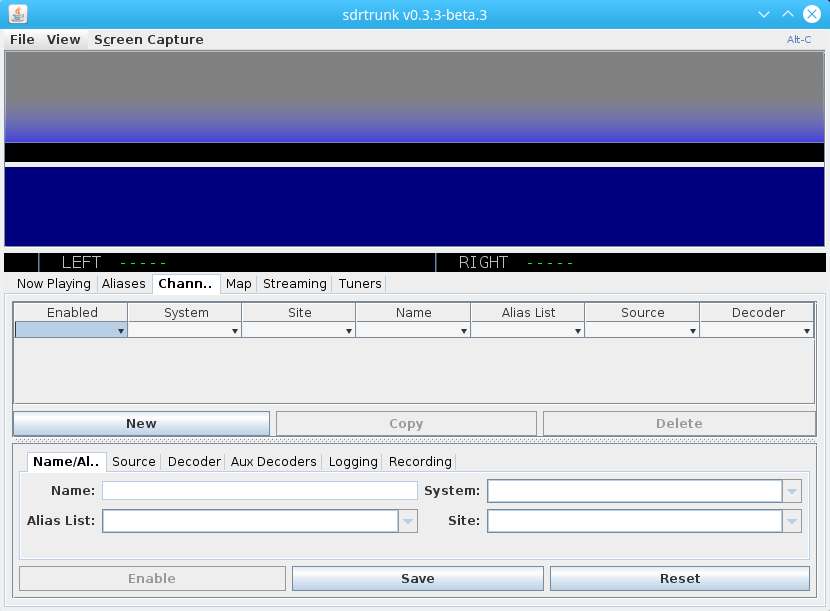 sdrtrunk v0.3.3-beta.3
File View Screen Capture Alt-C
LEFT ----- RIGHT -----
Now Playing Aliases Chann.. Map Streaming Tuners
Enabled System Site Name Alias List Source Decoder
New Copy Delete
Name/Al.. Source Decoder Aux Decoders Logging Recording
Name: System:
Alias List: Site:
Enable Save Reset